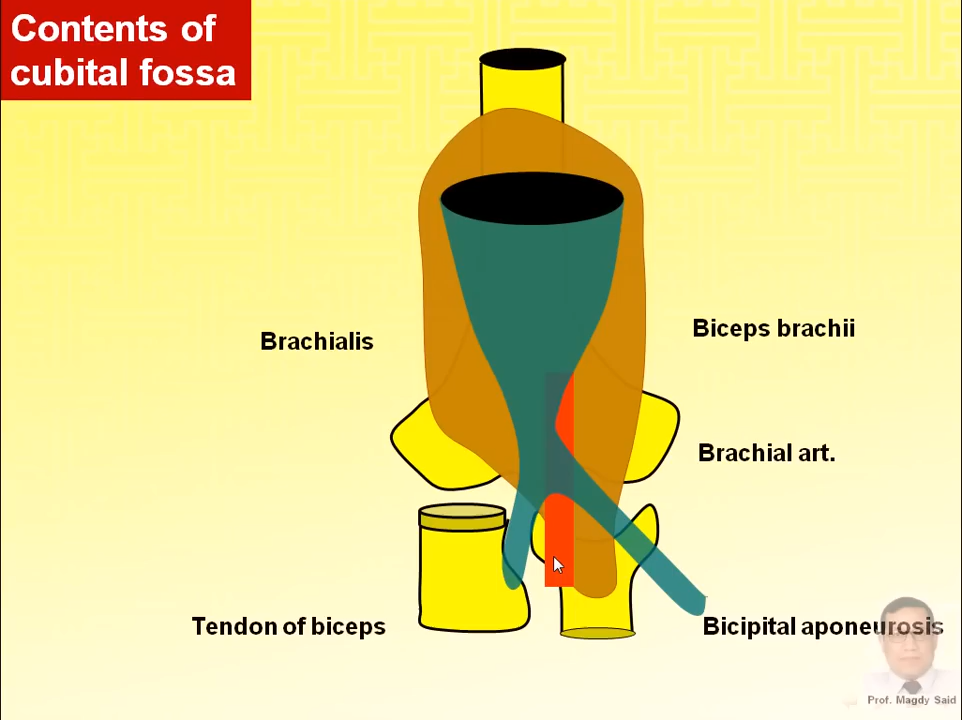 Contents of
cubital fossa
Biceps brachii
Brachialis
Brachial art.
Tendon of biceps
Bicipital aponeurosis
Prof. Magdy Said